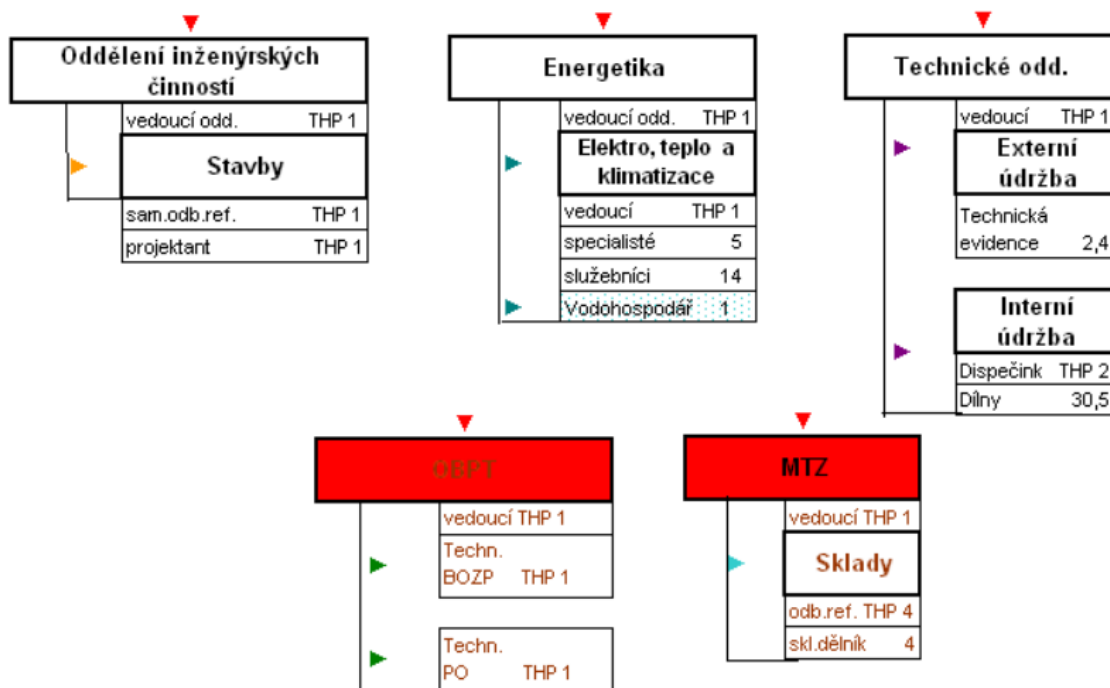 Oddělení inženýrských
činností
vedoucí odd. THP 1
Stavby
sam.odb.ref. THP 1
projektant THP 1
Energetika
vedoucí odd. THP 1
Elektro, teplo a
klimatizace
vedoucí THP 1
specialisté 5
služebníci 14
Vodohospodář 1
Technické odd.
vedoucí THP 1
Externí
údržba
Technická
evidence 2,4
Interní
údržba
Dispečink THP 2
Dílny 30,5
OBPT
vedoucí THP 1
Techn.
BOZP THP 1
Techn.
PO THP 1
MTZ
vedoucí THP 1
Sklady
odb.ref. THP 4
skl.dělník 4